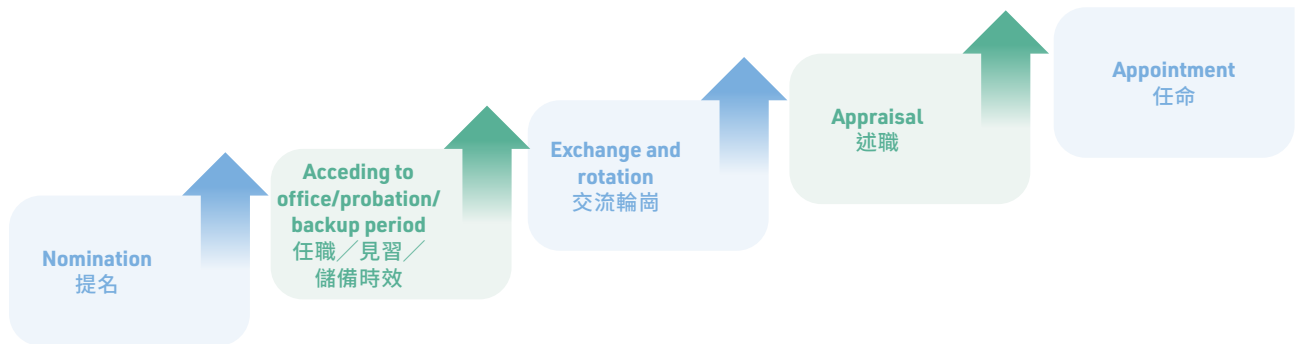 Nomination
提名
Acceding to
office/probation/
backup period
任職／見習／
儲備時效
Exchange and
rotation
交流輪崗
Appraisal
述職
Appointment
任命